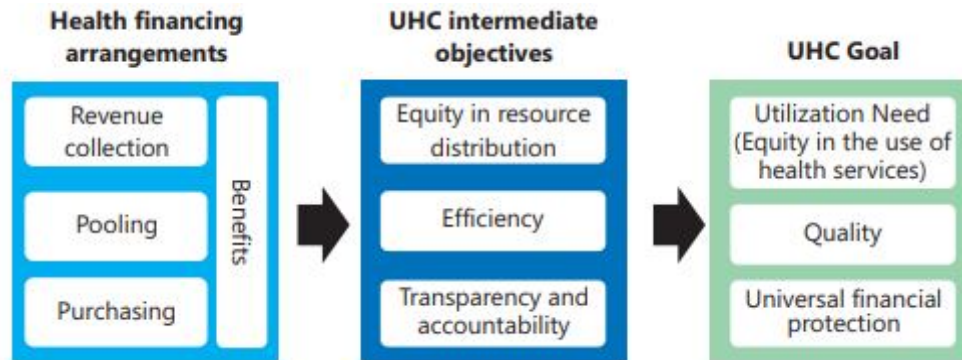 Health financing
arrangements
Revenue
collection
Pooling
Purchasing
Benefits
UHC intermediate
objectives
Equity in resource
distribution
Efficiency
Transparency and
accountability
UHC Goal
Utilization Need
(Equity in the use of
health services)
Quality
Universal financial
protection